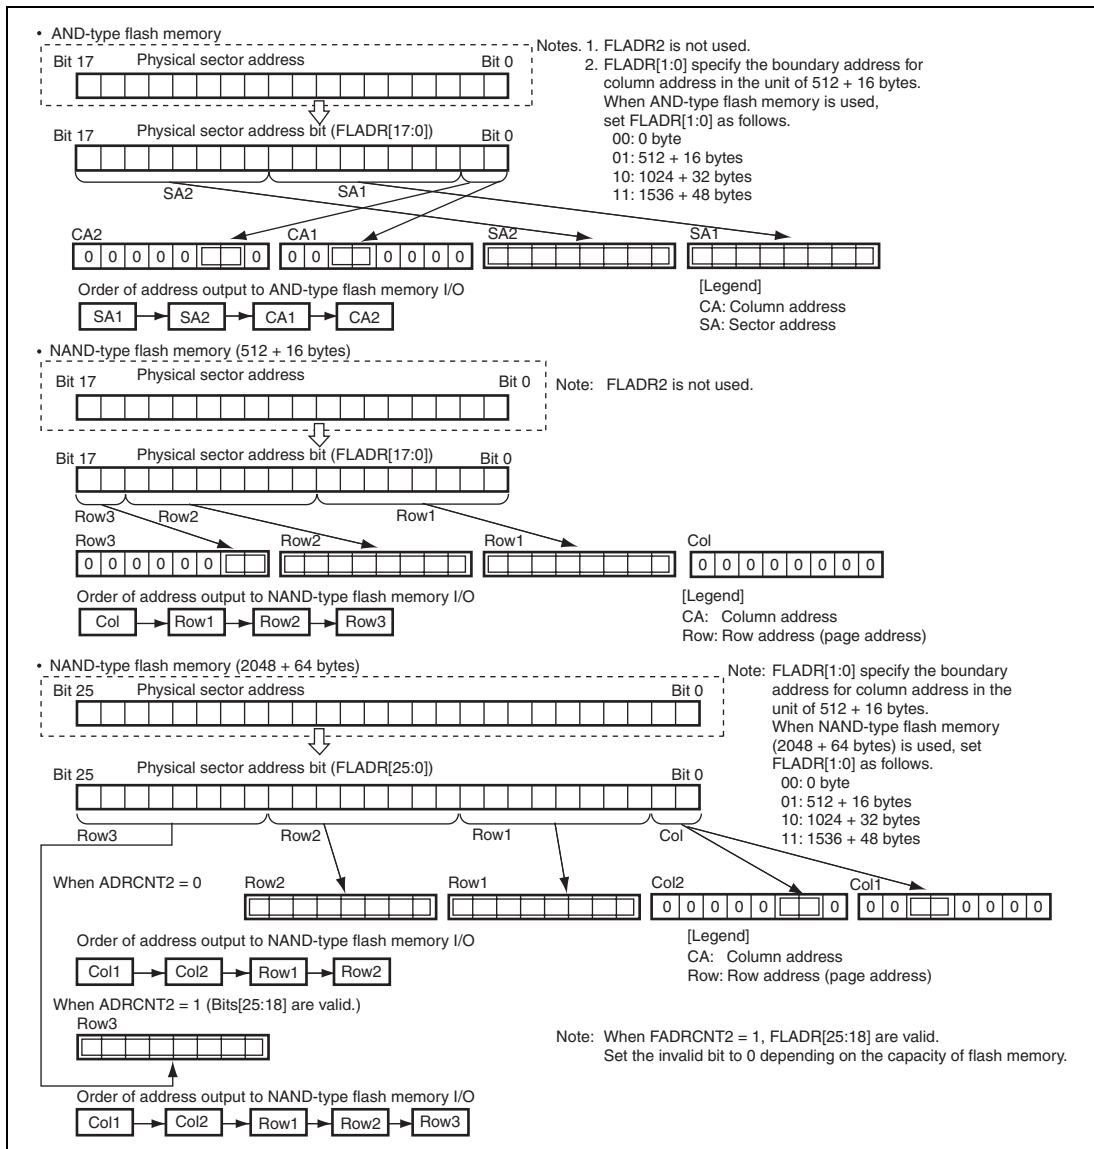 • AND-type flash memory
Bit 17 Physical sector address Bit 0
Notes. 1. FLADR2 is not used.
2. FLADR[1:0] specify the boundary address for
column address in the unit of 512 + 16 bytes.
When AND-type flash memory is used,
set FLADR[1:0] as follows.
00: 0 byte
01: 512 + 16 bytes
10: 1024 + 32 bytes
11: 1536 + 48 bytes
Bit 17 Physical sector address bit (FLADR[17:0]) Bit 0
SA2 SA1
CA2 CA1 SA2 SA1
0 0 0 0 0 0 0 0 0 0 0 0
Order of address output to AND-type flash memory I/O
SA1 SA2 CA1 CA2
[Legend]
CA: Column address
SA: Sector address
• NAND-type flash memory (512 + 16 bytes)
Bit 17 Physical sector address Bit 0
Note: FLADR2 is not used.
Bit 17 Physical sector address bit (FLADR[17:0]) Bit 0
Row3 Row2 Row1
Row3 Row2 Row1 Col
0 0 0 0 0 0 0 0 0 0 0 0 0 0
Order of address output to NAND-type flash memory I/O
Col Row1 Row2 Row3
[Legend]
CA: Column address
Row: Row address (page address)
• NAND-type flash memory (2048 + 64 bytes)
Bit 25 Physical sector address Bit 0
Note: FLADR[1:0] specify the boundary
address for column address in the
unit of 512 + 16 bytes.
When NAND-type flash memory
(2048 + 64 bytes) is used, set
FLADR[1:0] as follows.
00: 0 byte
01: 512 + 16 bytes
10: 1024 + 32 bytes
11: 1536 + 48 bytes
Bit 25 Physical sector address bit (FLADR[25:0]) Bit 0
Row3 Row2 Row1 Col
When ADRCNT2 = 0
Row2 Row1 Col2 Col1
0 0 0 0 0 0 0 0 0 0 0 0
Order of address output to NAND-type flash memory I/O
Col1 Col2 Row1 Row2
[Legend]
CA: Column address
Row: Row address (page address)
When ADRCNT2 = 1 (Bits[25:18] are valid.)
Row3
Note: When FADRCNT2 = 1, FLADR[25:18] are valid.
Set the invalid bit to 0 depending on the capacity of flash memory.
Order of address output to NAND-type flash memory I/O
Col1 Col2 Row1 Row2 Row3